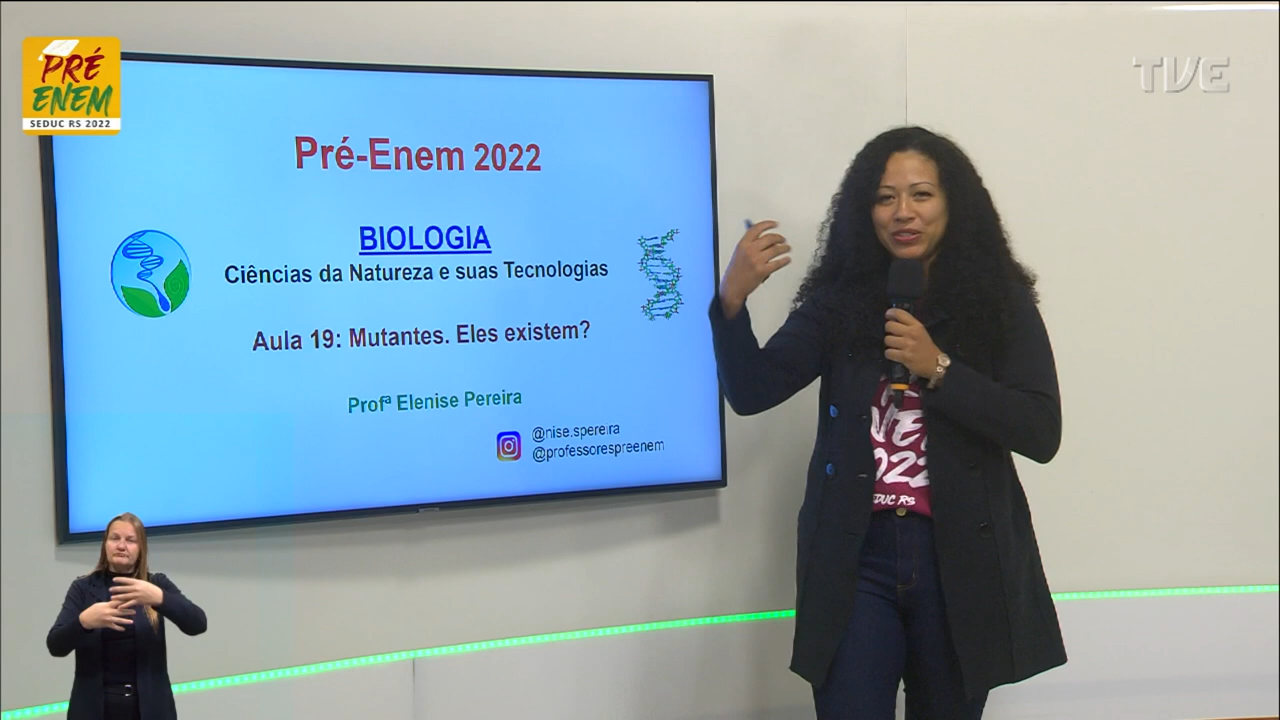 PRÉ
ENEM
SEDUC RS 2022
TVE
Pré-Enem 2022
BIOLOGIA
Ciências da Natureza e suas Tecnologias
Aula 19: Mutantes. Eles existem?
Profª Elenise Pereira
@nise.spereira
@professorespreenem
2022
SEDUC RS